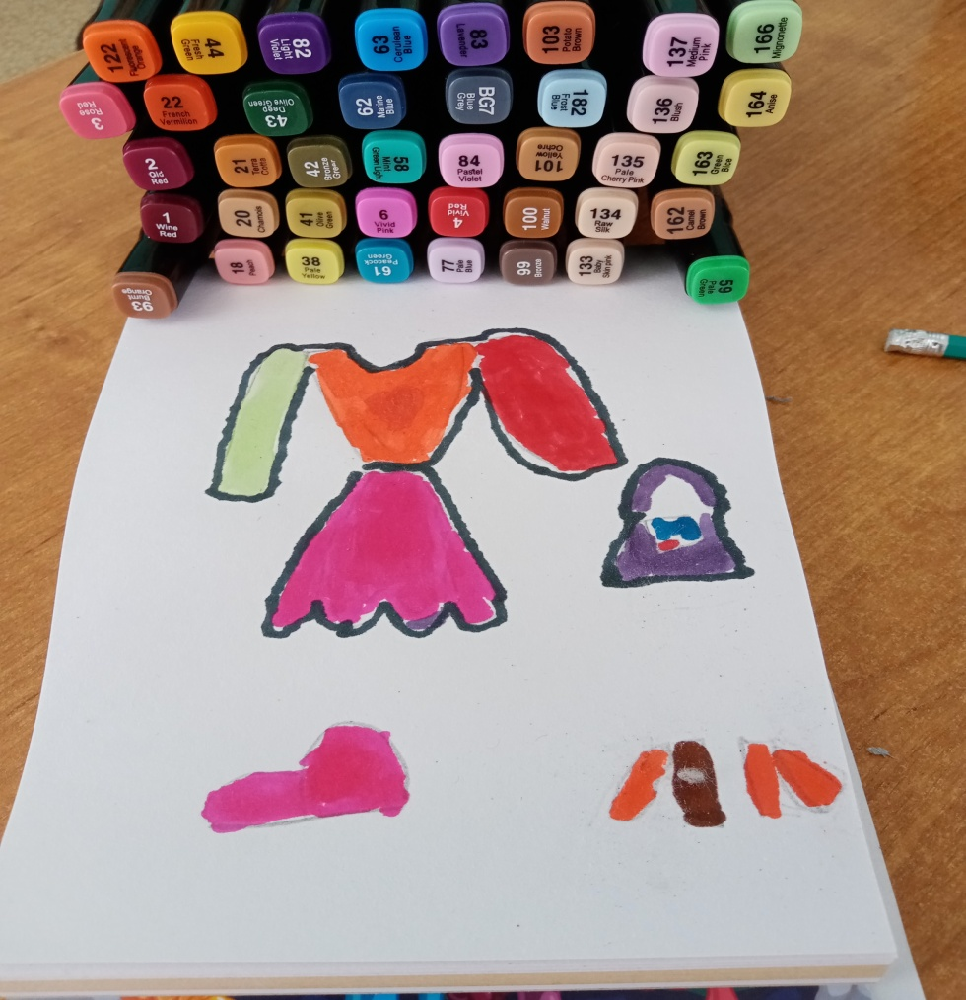 122
Fluorescent
Orange
44
Fresh
Green
82
Light
Violet
63
Cerulean
Blue
83
Lavender
103
Potato
Brown
137
Medium
Pink
166
Mignonette
3
Rose
Red
22
French
Vermilion
43
Deep
Olive Green
62
Marine
Blue
BG7
Blue
Grey
182
Frost
Blue
136
Blush
164
Anise
2
Old
Red
21
Terra
Cotta
42
Bronze
Green
58
Mint
Green Light
84
Pastel
Violet
101
Yellow
Ochre
135
Pale
Cherry Pink
163
Green
Bice
1
Wine
Red
20
Chamois
41
Olive
Green
6
Vivid
Pink
4
Vivid
Red
100
Walnut
134
Raw
Silk
162
Camel
Brown
93
Burnt
Orange
18
Peach
38
Pale
Yellow
61
Peacock
Green
77
Pale
Blue
99
Bronze
133
Baby
Skin pink
59
Pale
Green